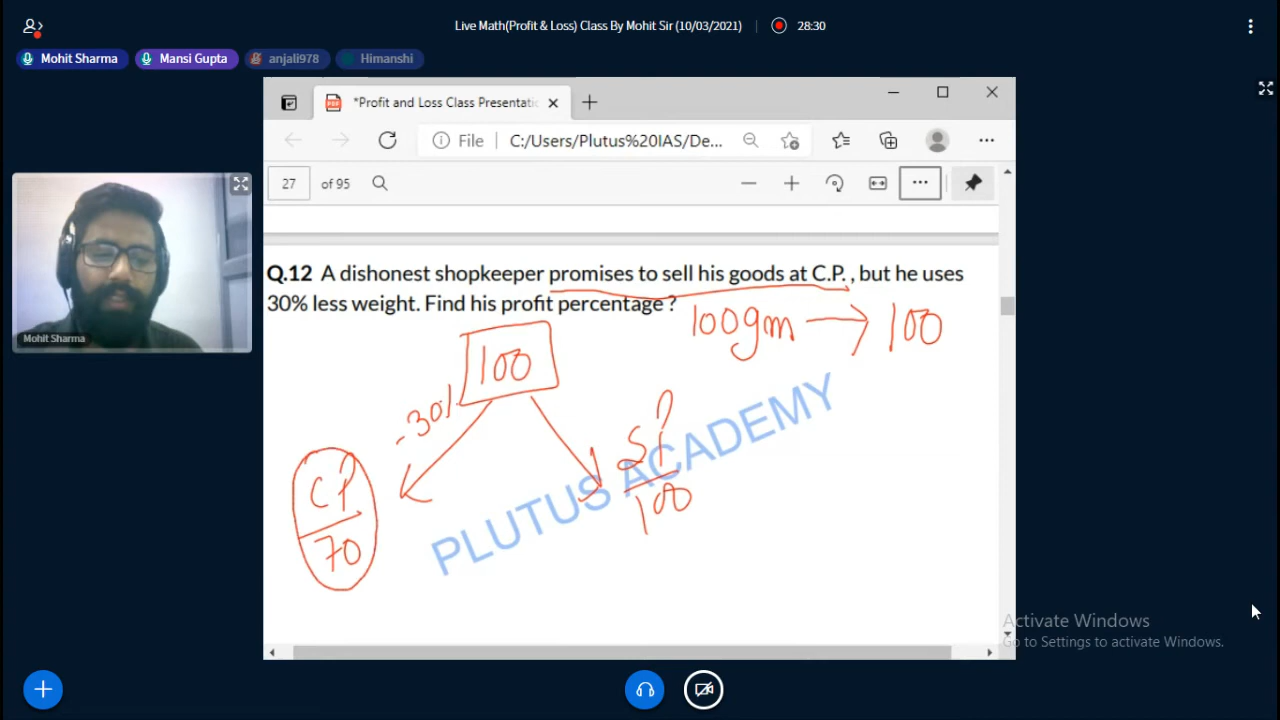 Live Math(Profit & Loss) Class By Mohit Sir (10/03/2021) 28:30
Mohit Sharma Mansi Gupta anjali978 Himanshi
*Profit and Loss Class Presentatic
File C:/Users/Plutus%20IAS/De...
27 of 95
Mohit Sharma
Q.12 A dishonest shopkeeper promises to sell his goods at C.P. , but he uses
30% less weight. Find his profit percentage ?
100gm → 100
100
-30%
CP
70
SP
100
PLUTUS ACADEMY
Activate Windows
Go to Settings to activate Windows.